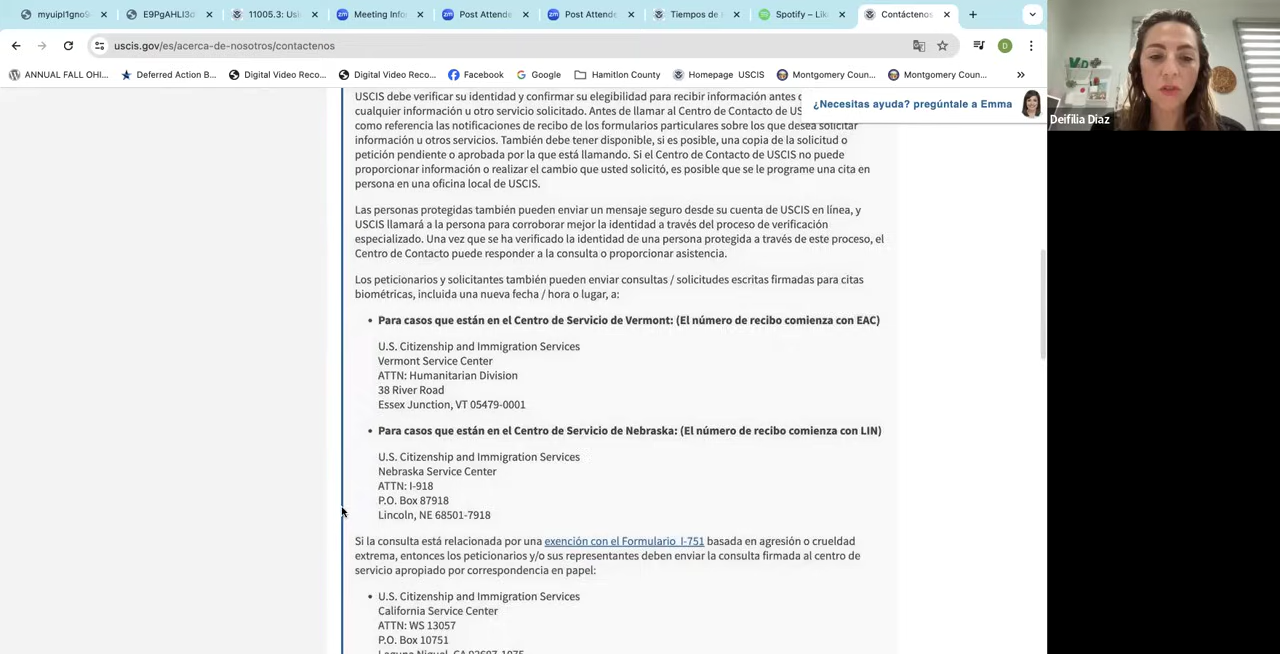 myuipl1gno9
E9PgAHLI3d
11005.3: Usi
Meeting Info
Post Attende
Post Attende
Tiempos de
Spotify – Lik
Contáctenos
uscis.gov/es/acerca-de-nosotros/contactenos
ANNUAL FALL OHI...
Deferred Action B...
Digital Video Reco...
Digital Video Reco...
Facebook
Google
Hamitlon County
Homepage USCIS
Montgomery Coun...
Montgomery Coun...
¿Necesitas ayuda? pregúntale a Emma
USCIS debe verificar su identidad y confirmar su elegibilidad para recibir información antes
cualquier información u otro servicio solicitado. Antes de llamar al Centro de Contacto de US
como referencia las notificaciones de recibo de los formularios particulares sobre los que desea solicitar
información u otros servicios. También debe tener disponible, si es posible, una copia de la solicitud o
petición pendiente o aprobada por la que está llamando. Si el Centro de Contacto de USCIS no puede
proporcionar información o realizar el cambio que usted solicitó, es posible que se le programe una cita en
persona en una oficina local de USCIS.
Las personas protegidas también pueden enviar un mensaje seguro desde su cuenta de USCIS en línea, y
USCIS llamará a la persona para corroborar mejor la identidad a través del proceso de verificación
especializado. Una vez que se ha verificado la identidad de una persona protegida a través de este proceso, el
Centro de Contacto puede responder a la consulta o proporcionar asistencia.
Los peticionarios y solicitantes también pueden enviar consultas / solicitudes escritas firmadas para citas
biométricas, incluida una nueva fecha / hora o lugar, a:
• Para casos que están en el Centro de Servicio de Vermont: (El número de recibo comienza con EAC)
U.S. Citizenship and Immigration Services
Vermont Service Center
ATTN: Humanitarian Division
38 River Road
Essex Junction, VT 05479-0001
• Para casos que están en el Centro de Servicio de Nebraska: (El número de recibo comienza con LIN)
U.S. Citizenship and Immigration Services
Nebraska Service Center
ATTN: I-918
P.O. Box 87918
Lincoln, NE 68501-7918
Si la consulta está relacionada por una exención con el Formulario I-751 basada en agresión o crueldad
extrema, entonces los peticionarios y/o sus representantes deben enviar la consulta firmada al centro de
servicio apropiado por correspondencia en papel:
• U.S. Citizenship and Immigration Services
California Service Center
ATTN: WS 13057
P.O. Box 10751
Deifilia Diaz